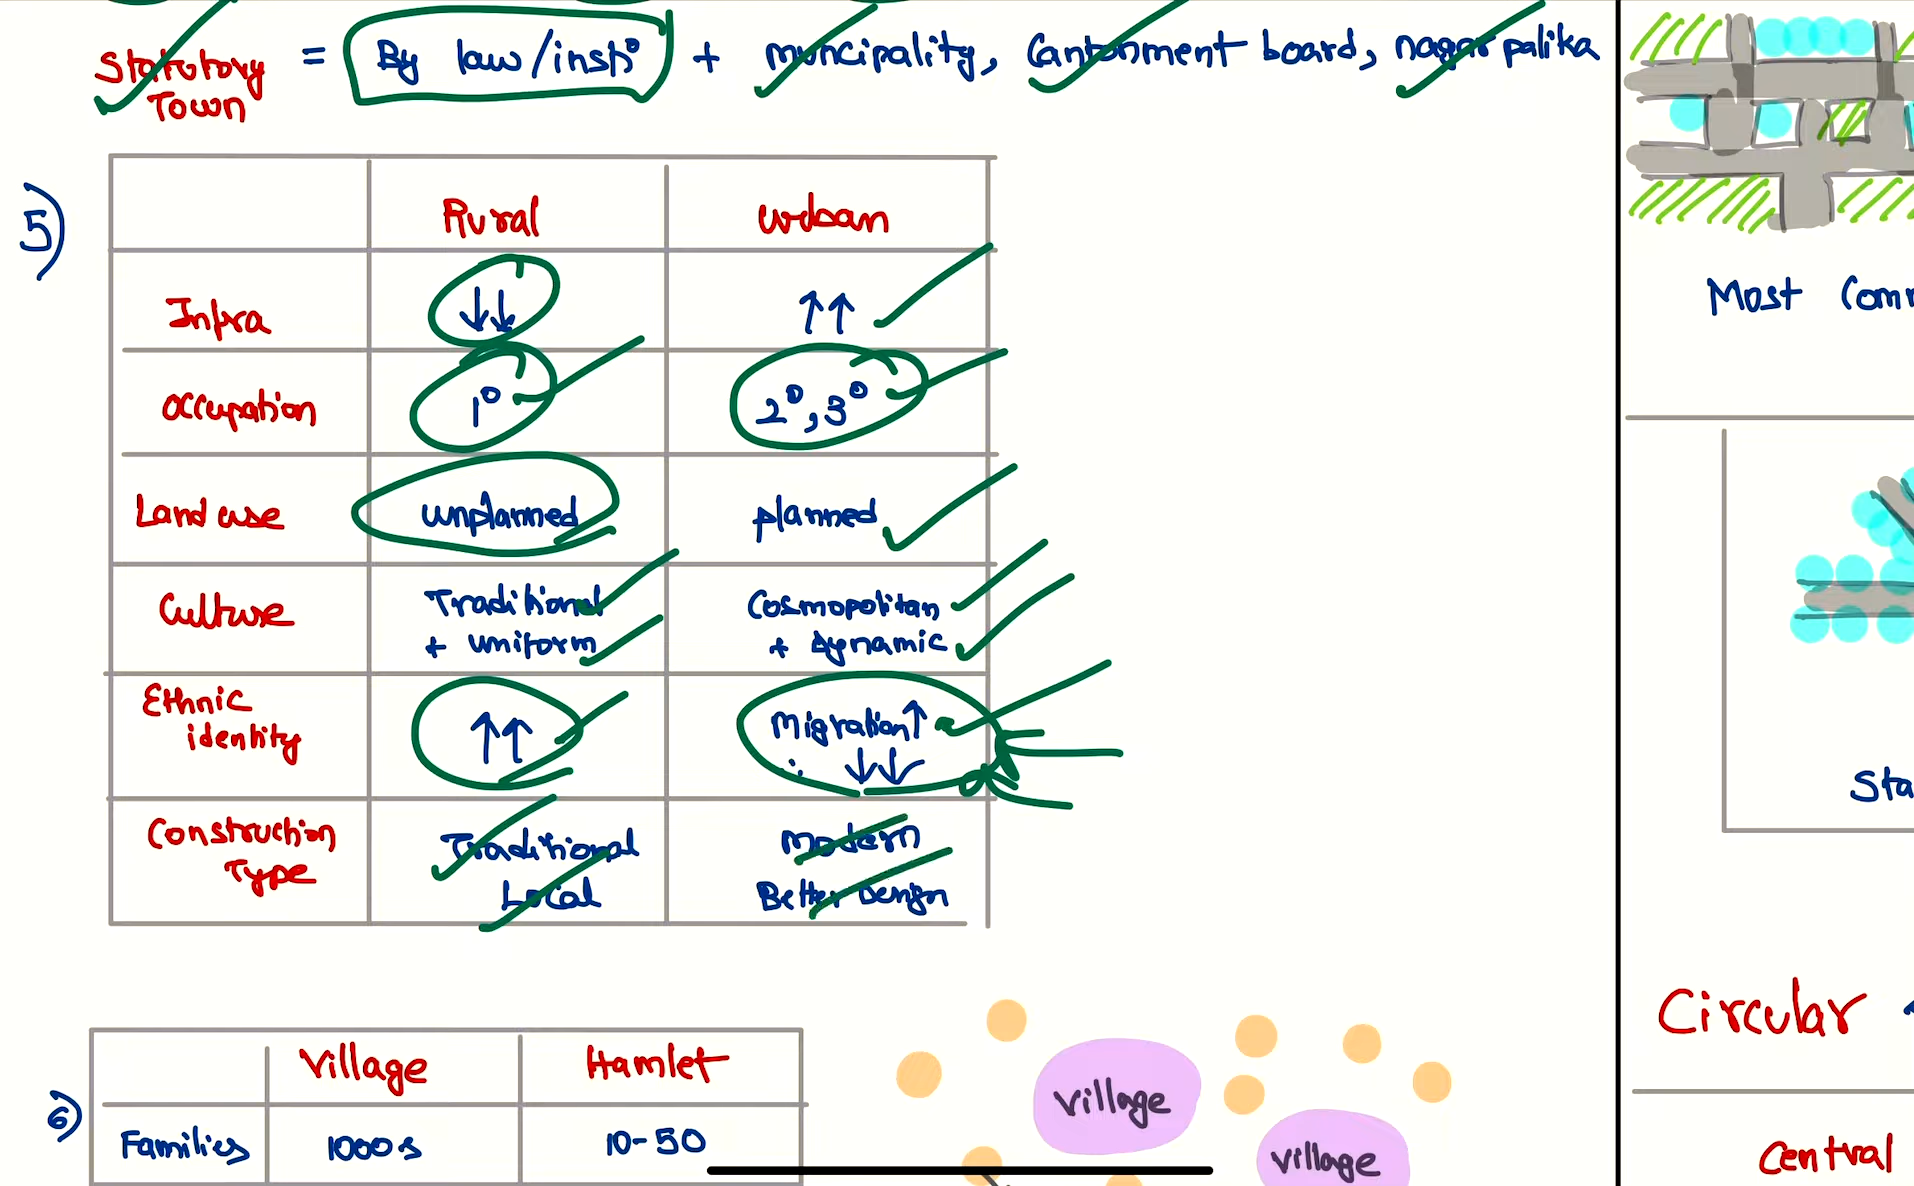 Statutory Town = By law/instⁿ + muncipality, Cantonment board, nagar palika
5)
Rural Urban
Infra ↓↓ ↑↑
Occupation 1° 2°, 3°
Land use unplanned planned
Culture Traditional + uniform Cosmopolitan + Dynamic
Ethnic identity ↑↑ Migration↑ ∴ ↓↓
Construction Type Traditional Local Modern Better Design
6)
Village Hamlet
Families 1000s 10-50
village
village
Most
Circular
Central